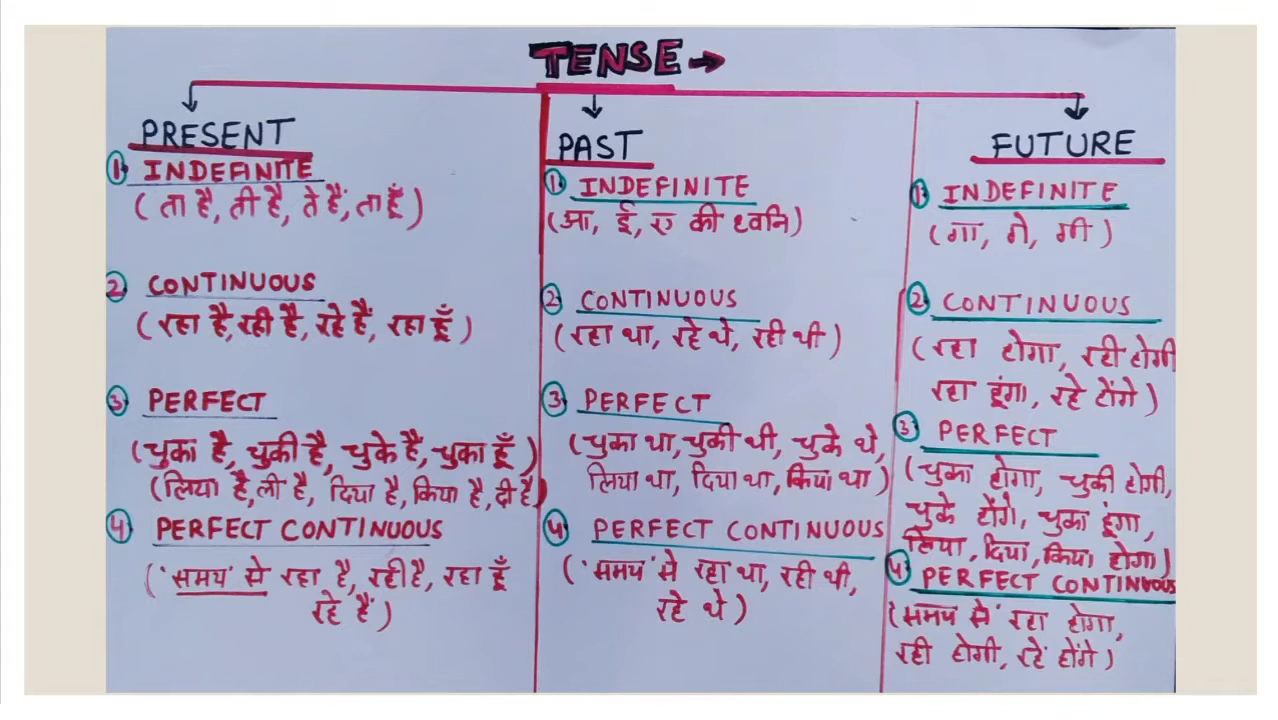 TENSE →
PRESENT
① INDEFINITE
(ता है, ती है, ते हैं, ता हूँ)
② CONTINUOUS
(रहा है, रही है, रहे हैं, रहा हूँ)
③ PERFECT
(चुका है, चुकी है, चुके हैं, चुका हूँ)
(लिया है, ली है, दिया है, किया है, दी है)
④ PERFECT CONTINUOUS
('समय' से रहा है, रही है, रहा हूँ
रहे हैं)
PAST
① INDEFINITE
(आ, ई, ए की ध्वनि)
② CONTINUOUS
(रहा था, रहे थे, रही थी)
③ PERFECT
(चुका था, चुकी थी, चुके थे,
लिया था, दिया था, किया था)
④ PERFECT CONTINUOUS
('समय' से रहा था, रही थी,
रहे थे)
FUTURE
① INDEFINITE
(गा, गे, गी)
② CONTINUOUS
(रहा होगा, रही होगी
रहा हूंगा, रहे होंगे)
③ PERFECT
(चुका होगा, चुकी होगी,
चुके होंगे, चुका हूंगा,
लिया, दिया, किया होगा)
④ PERFECT CONTINUOUS
(समय से' रहा होगा,
रही होगी, रहें होंगे)